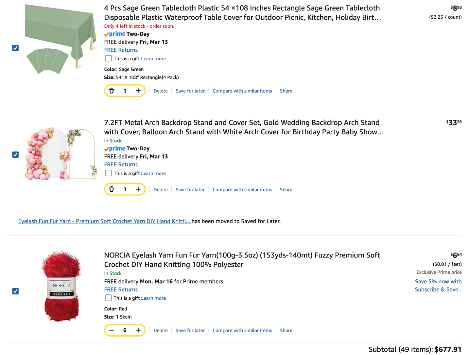 4 Pcs Sage Green Tablecloth Plastic 54 ×108 Inches Rectangle Sage Green Tablecloth
$8
Disposable Plastic Waterproof Table Cover for Outdoor Picnic, Kitchen, Holiday Birt...
($2.25 / count)
Only 4 left in stock - order soon.
prime Two-Day
FREE delivery Fri, Mar 13
FREE Returns
This is a gift Learn more
Color: Sage Green
Size: 54" X 108" Rectangle(4 Pack)
1 + Delete Save for later Compare with similar items Share
7.2FT Metal Arch Backdrop Stand and Cover Set, Gold Wedding Backdrop Arch Stand
$33
with Cover, Balloon Arch Stand with White Arch Cover for Birthday Party Baby Show...
In Stock
prime Two-Day
FREE delivery Fri, Mar 13
FREE Returns
This is a gift Learn more
1 + Delete Save for later Compare with similar items Share
Eyelash Fun Fur Yarn - Premium Soft Crochet Yarn DIY Hand Knitti... has been moved to Saved for Later.
NORCIA Eyelash Yarn Fun Fur Yarn(100g-3.5oz) (153yds-140mt) Fuzzy Premium Soft
$6
Crochet DIY Hand Knitting 100% Polyester
($0.01 / feet)
In Stock
Exclusive Prime price
FREE delivery Mon, Mar 16 for Prime members
Save 5% now with
FREE Returns
Subscribe & Save
This is a gift Learn more
Color: Red
Size: 1 Skein
− 6 + Delete Save for later Compare with similar items Share
NORCIA
Subtotal (49 items): $677.91